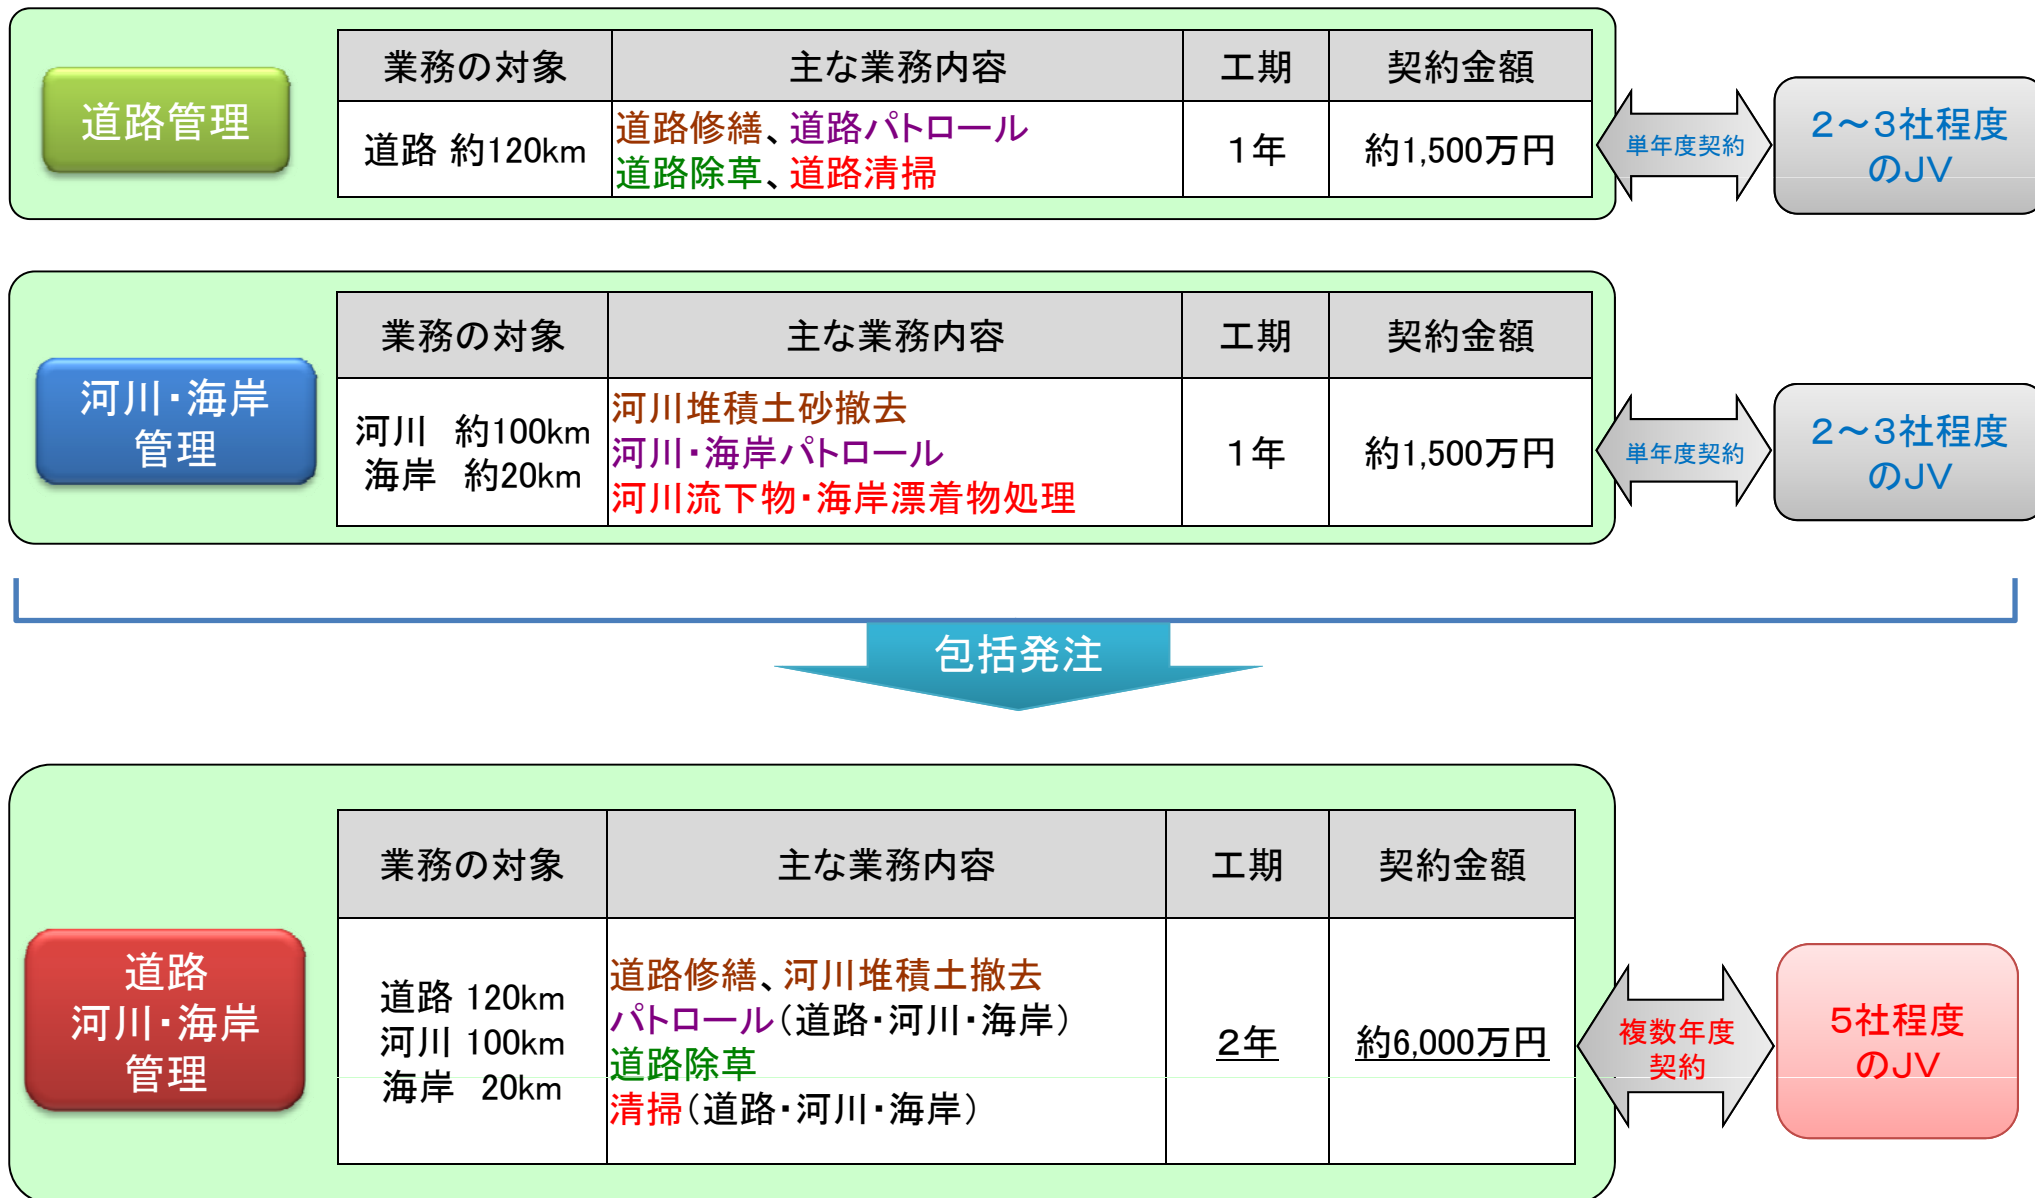 道路管理
業務の対象 主な業務内容 工期 契約金額
道路 約120km
道路修繕、道路パトロール
道路除草、道路清掃
1年
約1,500万円
単年度契約
2～3社程度
のJV
河川・海岸
管理
業務の対象 主な業務内容 工期 契約金額
河川 約100km
海岸 約20km
河川堆積土砂撤去
河川・海岸パトロール
河川流下物・海岸漂着物処理
1年
約1,500万円
単年度契約
2～3社程度
のJV
包括発注
道路
河川・海岸
管理
業務の対象 主な業務内容 工期 契約金額
道路 120km
河川 100km
海岸 20km
道路修繕、河川堆積土撤去
パトロール(道路・河川・海岸)
道路除草
清掃(道路・河川・海岸)
2年
約6,000万円
複数年度
契約
5社程度
のJV